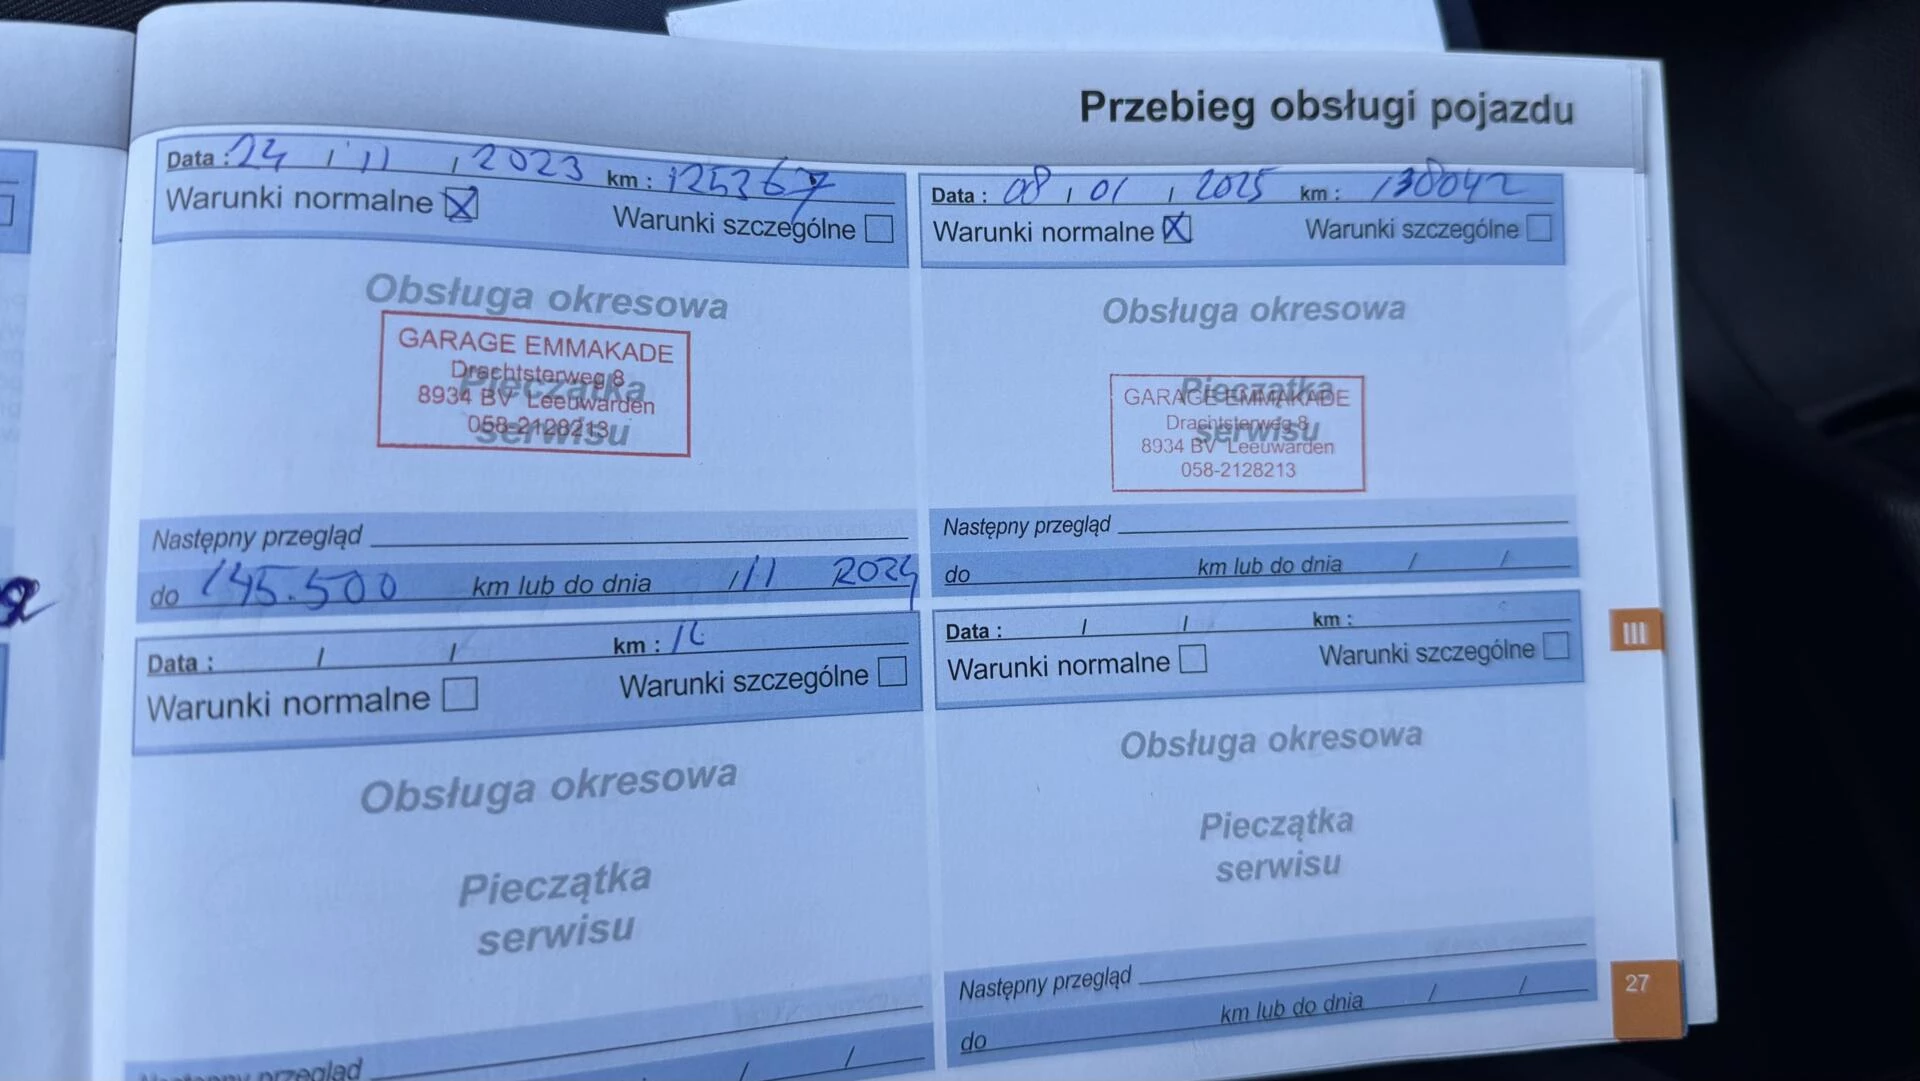 Przebieg obsługi pojazdu
Data : 24 / 11 / 2023 km : 125367
Warunki normalne Warunki szczególne
Obsługa okresowa
Pieczątka
serwisu
GARAGE EMMAKADE
Drachtsterweg 8
8934 BV Leeuwarden
058-2128213
Następny przegląd
do 145.500 km lub do dnia / 11 2024
Data : 08 / 01 / 2025 km : 138042
Warunki normalne Warunki szczególne
Obsługa okresowa
Pieczątka
serwisu
GARAGE EMMAKADE
Drachtsterweg 8
8934 BV Leeuwarden
058-2128213
Następny przegląd
do km lub do dnia / /
Data : / / km :
Warunki normalne Warunki szczególne
Obsługa okresowa
Pieczątka
serwisu
Następny przegląd
/ /
Data : / / km :
Warunki normalne Warunki szczególne
Obsługa okresowa
Pieczątka
serwisu
Następny przegląd
do km lub do dnia / /
III
27